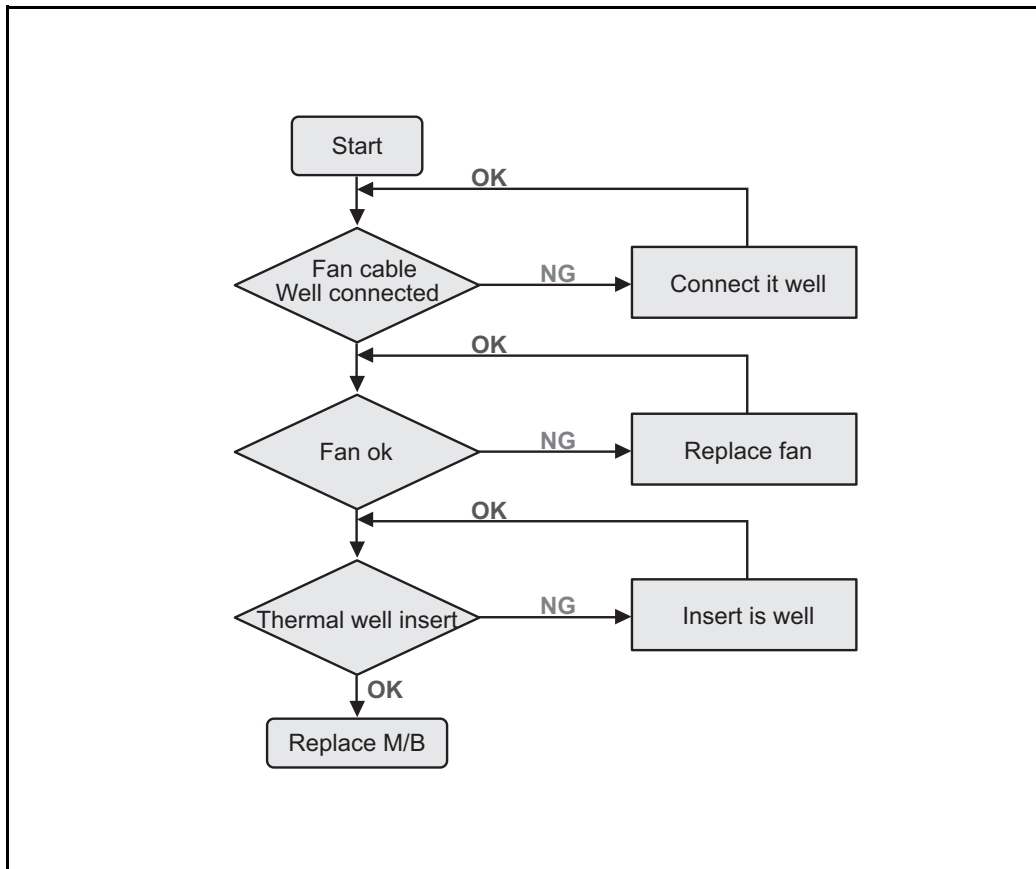 Start
OK
Fan cable
Well connected
NG
Connect it well
OK
Fan ok
NG
Replace fan
OK
Thermal well insert
NG
Insert is well
OK
Replace M/B